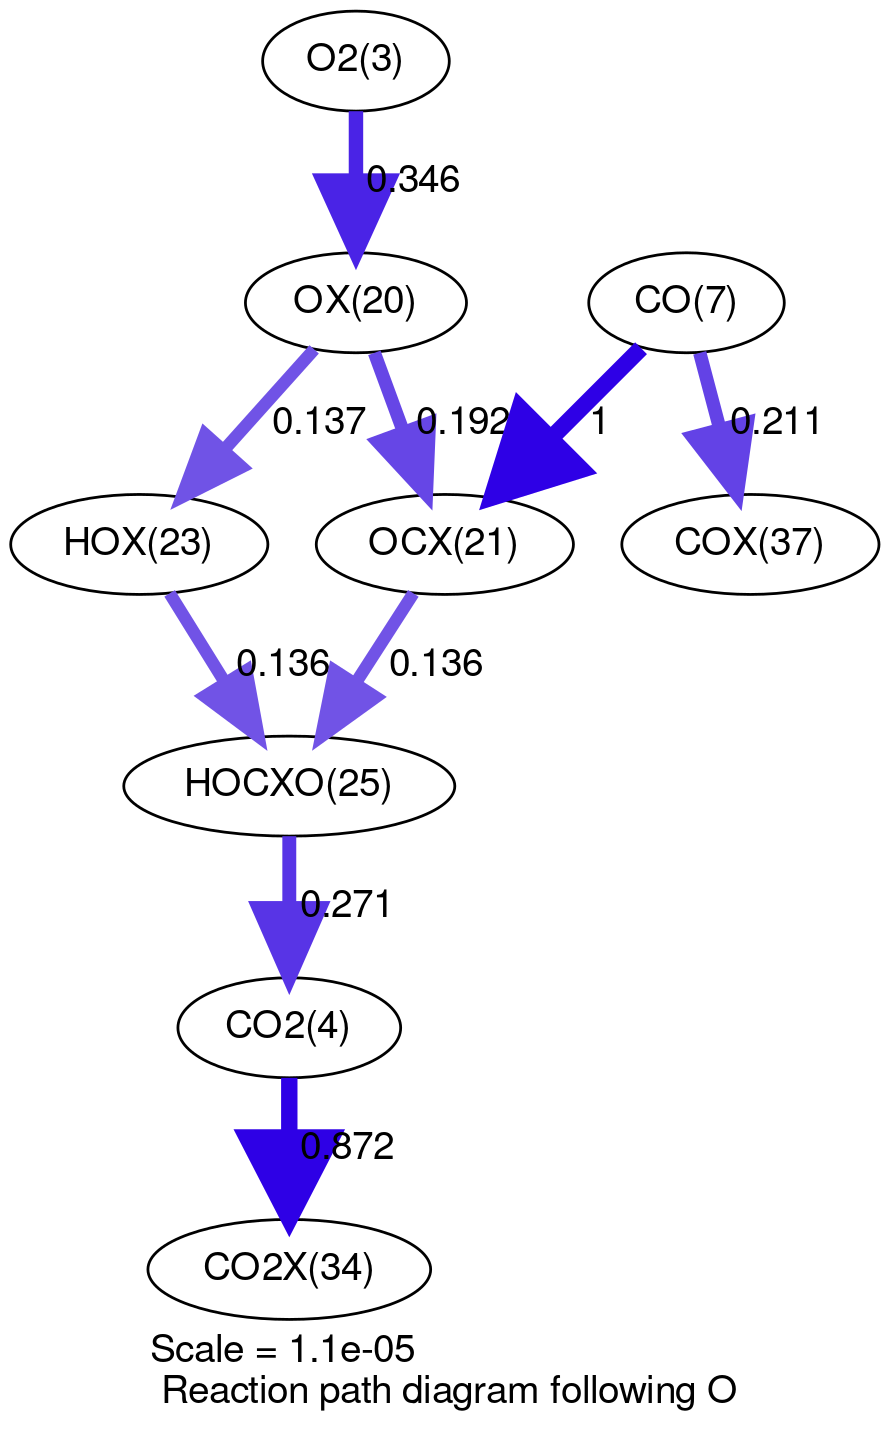 O2(3)
0.346
OX(20)
CO(7)
0.137
0.192
1
0.211
HOX(23)
OCX(21)
COX(37)
0.136
0.136
HOCXO(25)
0.271
CO2(4)
0.872
CO2X(34)
Scale = 1.1e-05
Reaction path diagram following O